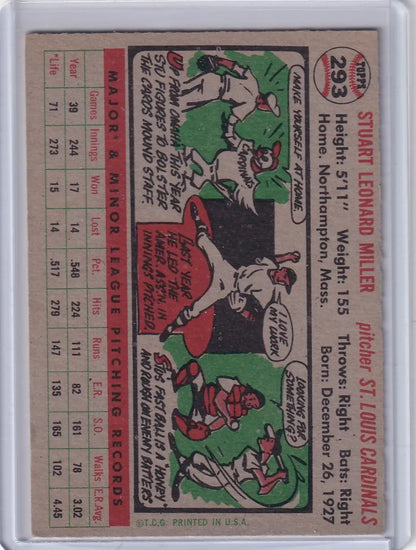 TOPPS
293
STUART LEONARD MILLER pitcher ST. LOUIS CARDINALS
Height: 5'11" Weight: 155 Throws: Right Bats: Right
Home: Northampton, Mass. Born: December 26, 1927
MAKE YOURSELF AT HOME.
CARDINALS
UP FROM OMAHA THIS YEAR
STU FIGURES TO BOLSTER
THE CARDS MOUND STAFF.
I LOVE
MY WORK
LAST YEAR
HE LED THE
AMER. ASS'N. IN
INNINGS PITCHED.
LOOKING FOR
SOMETHING?
STU'S FAST BALL IS A "HONEY"
AND ROUGH ON ENEMY BATTERS
MAJOR & MINOR LEAGUE PITCHING RECORDS
Games Innings Won Lost Pct. Hits Runs E.R. S.O Walks E.R.Avg.
Year 39 244 17 14 .548 224 111 82 161 78 3.02
*Life 71 273 15 14 .517 279 147 135 165 102 4.45
©T.C.G. PRINTED IN U.S.A.